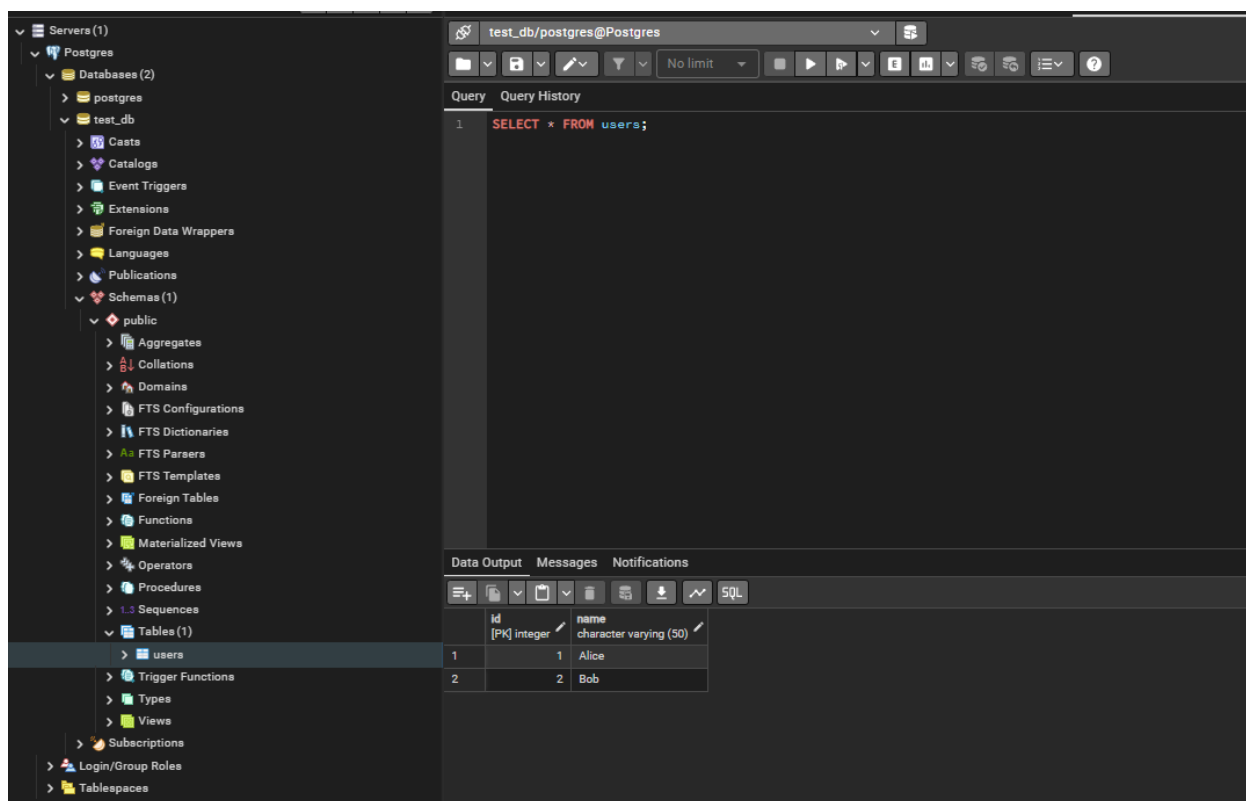 Servers (1)
Postgres
Databases (2)
postgres
test_db
Casts
Catalogs
Event Triggers
Extensions
Foreign Data Wrappers
Languages
Publications
Schemas (1)
public
Aggregates
Collations
Domains
FTS Configurations
FTS Dictionaries
Aa FTS Parsers
FTS Templates
Foreign Tables
Functions
Materialized Views
Operators
Procedures
1..3 Sequences
Tables (1)
users
Trigger Functions
Types
Views
Subscriptions
Login/Group Roles
Tablespaces
test_db/postgres@Postgres
No limit E
Query Query History
1 SELECT * FROM users;
Data Output Messages Notifications
SQL
id name
[PK] integer character varying (50)
1 1 Alice
2 2 Bob